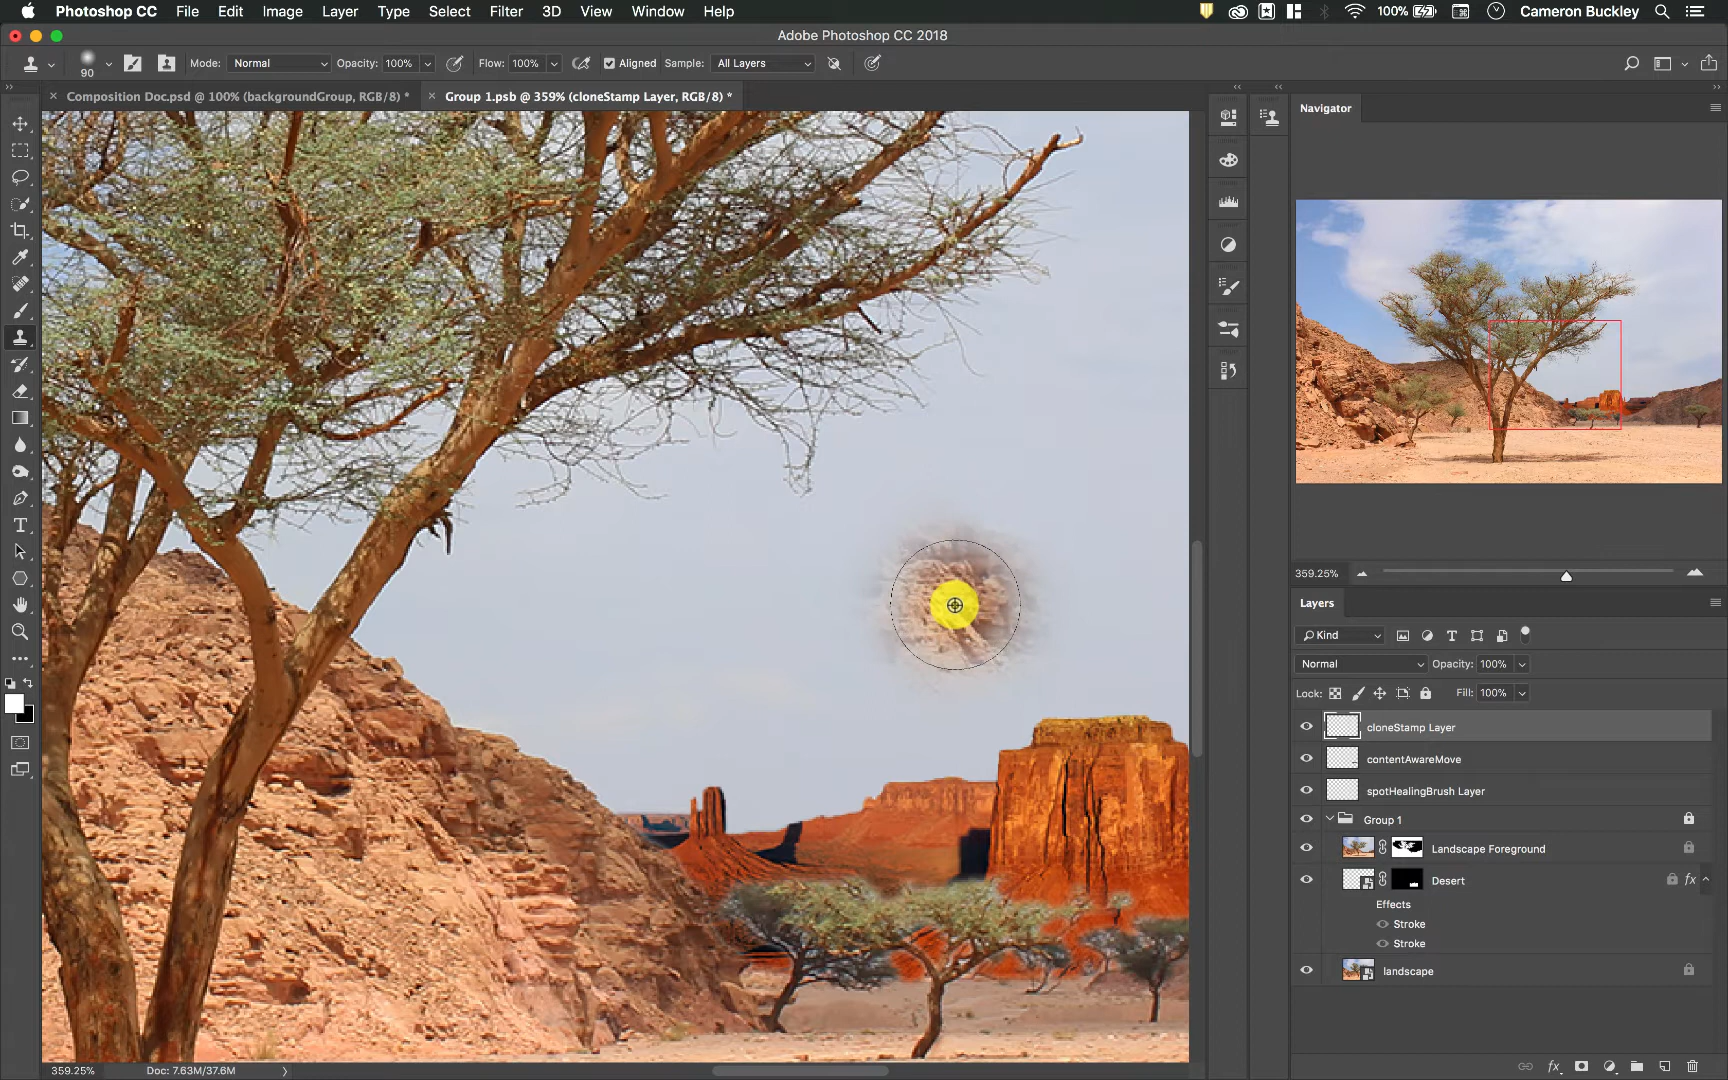 Photoshop CC File Edit Image Layer Type Select Filter 3D View Window Help 100% Cameron Buckley
Adobe Photoshop CC 2018
90 Mode: Normal Opacity: 100% Flow: 100% Aligned Sample: All Layers
Composition Doc.psd @ 100% (backgroundGroup, RGB/8) * Group 1.psb @ 359% (cloneStamp Layer, RGB/8) *
Navigator
359.25%
Layers
Kind
Normal Opacity: 100%
Lock: Fill: 100%
cloneStamp Layer
contentAwareMove
spotHealingBrush Layer
Group 1
Landscape Foreground
Desert fx
Effects
Stroke
Stroke
landscape
359.25% Doc: 7.63M/37.6M
fx